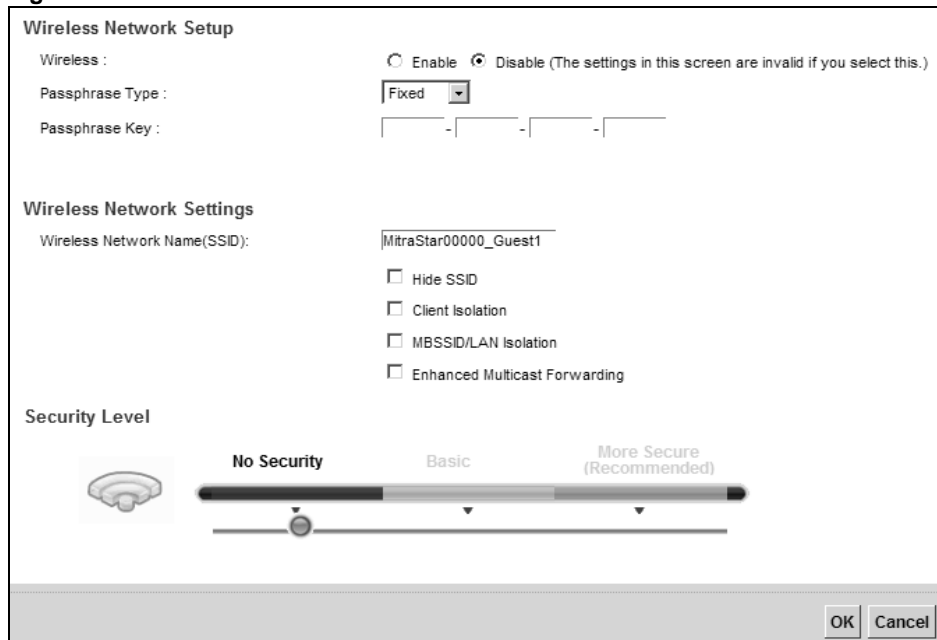 Wireless Network Setup
Wireless : Enable Disable (The settings in this screen are invalid if you select this.)
Passphrase Type : Fixed
Passphrase Key : - - -
Wireless Network Settings
Wireless Network Name(SSID): MitraStar00000_Guest1
Hide SSID
Client Isolation
MBSSID/LAN Isolation
Enhanced Multicast Forwarding
Security Level
No Security Basic More Secure
(Recommended)
OK Cancel